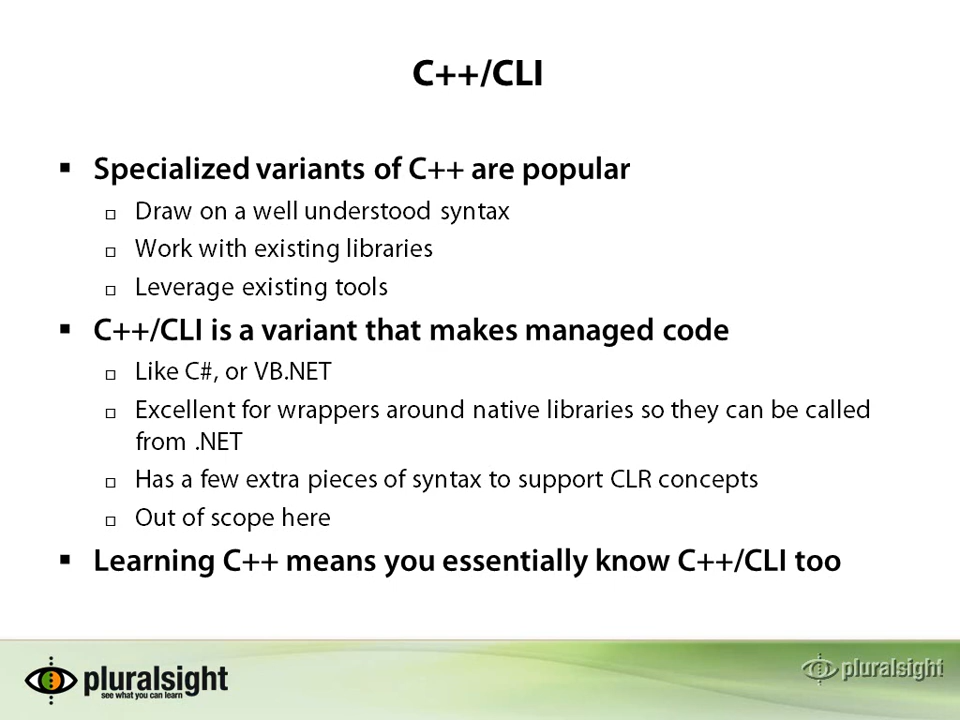 C++/CLI
▪ Specialized variants of C++ are popular
▫ Draw on a well understood syntax
▫ Work with existing libraries
▫ Leverage existing tools
▪ C++/CLI is a variant that makes managed code
▫ Like C#, or VB.NET
▫ Excellent for wrappers around native libraries so they can be called
from .NET
▫ Has a few extra pieces of syntax to support CLR concepts
▫ Out of scope here
▪ Learning C++ means you essentially know C++/CLI too
pluralsight
see what you can learn
pluralsight